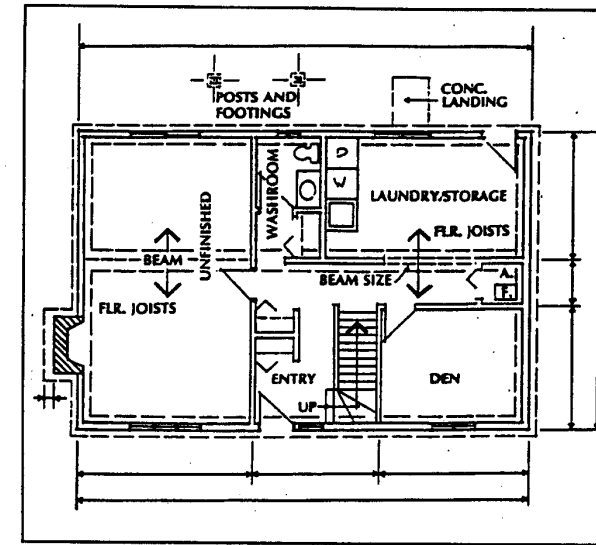 POSTS AND
FOOTINGS
CONC.
LANDING
WASHROOM
D
W
LAUNDRY/STORAGE
UNFINISHED
FLR. JOISTS
BEAM
BEAM SIZE
A.
F.
FLR. JOISTS
ENTRY
DEN
UP